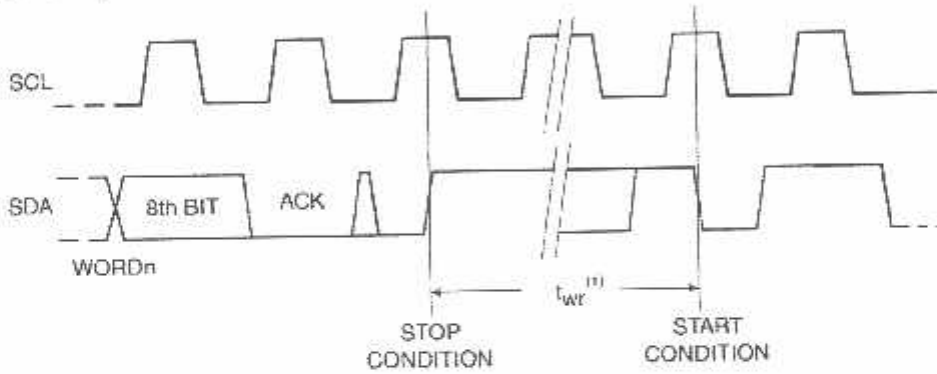 SCL
SDA
8th BIT
ACK
WORDn
twr(1)
STOP
CONDITION
START
CONDITION